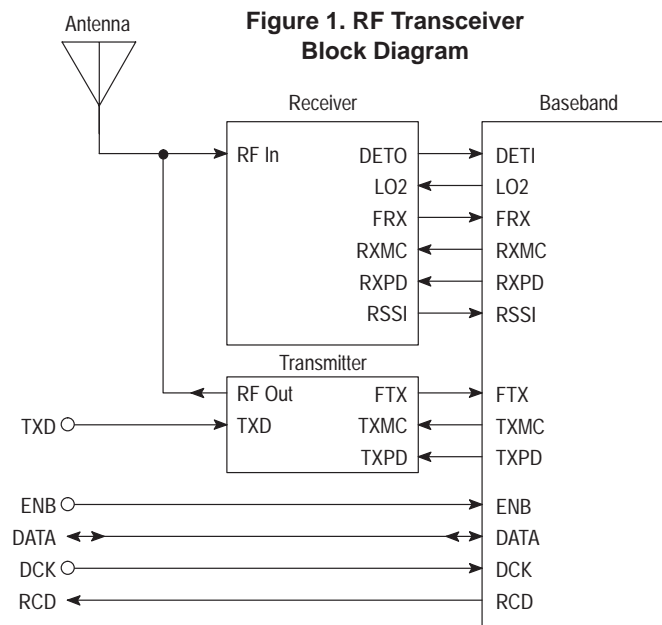 Figure 1. RF Transceiver
Block Diagram
Antenna
Receiver
Baseband
RF In
DETO
DETI
LO2
LO2
FRX
FRX
RXMC
RXMC
RXPD
RXPD
RSSI
RSSI
Transmitter
RF Out
FTX
FTX
TXD
TXD
TXMC
TXMC
TXPD
TXPD
ENB
ENB
DATA
DATA
DCK
DCK
RCD
RCD